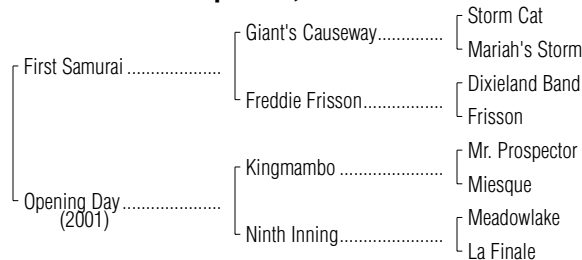 Storm Cat
Giant's Causeway..............
Mariah's Storm
First Samurai ....................
Dixieland Band
Freddie Frisson.................
Frisson
Mr. Prospector
Kingmambo ......................
Miesque
Opening Day.....................
(2001)
Meadowlake
Ninth Inning......................
La Finale